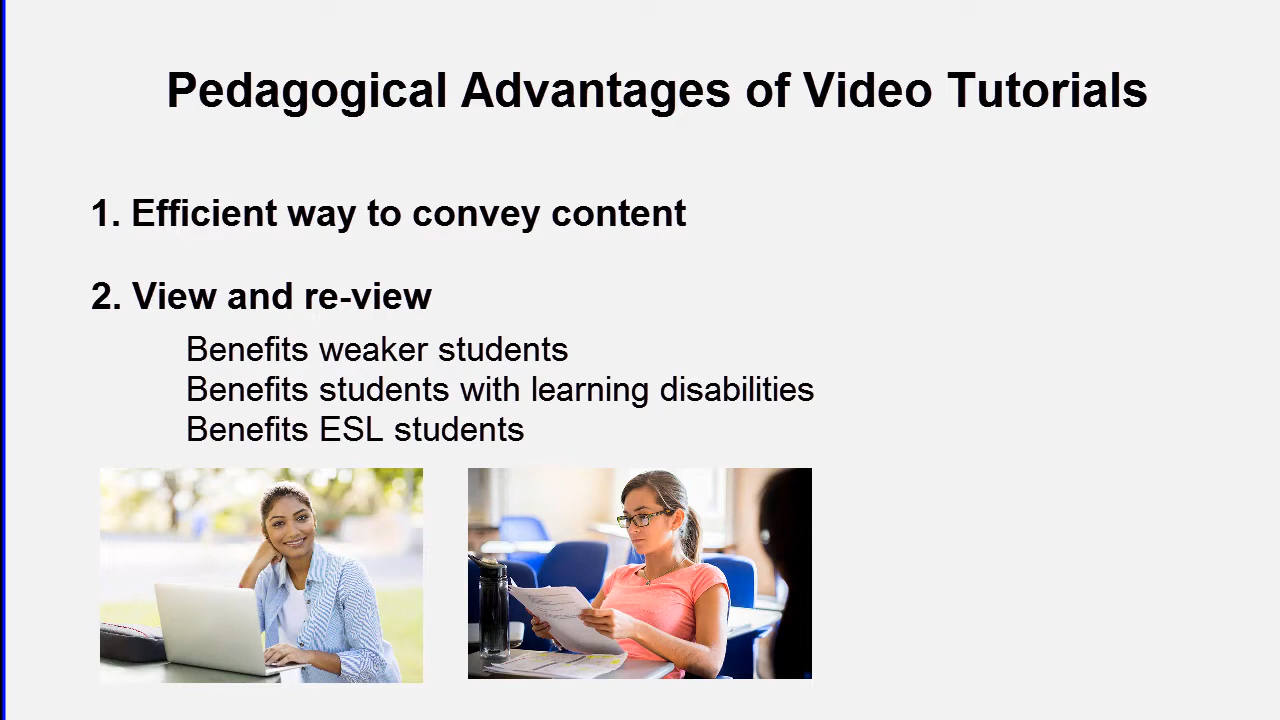 Pedagogical Advantages of Video Tutorials
1. Efficient way to convey content
2. View and re-view
Benefits weaker students
Benefits students with learning disabilities
Benefits ESL students